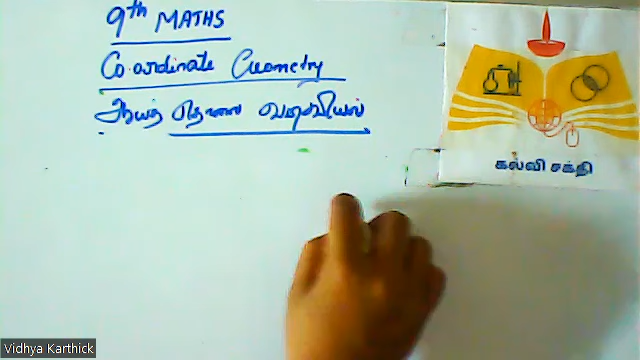 9th MATHS
Co.ordinate Geometry
ஆயத் தொலை வடிவியல்
கல்வி சக்தி
Vidhya Karthick